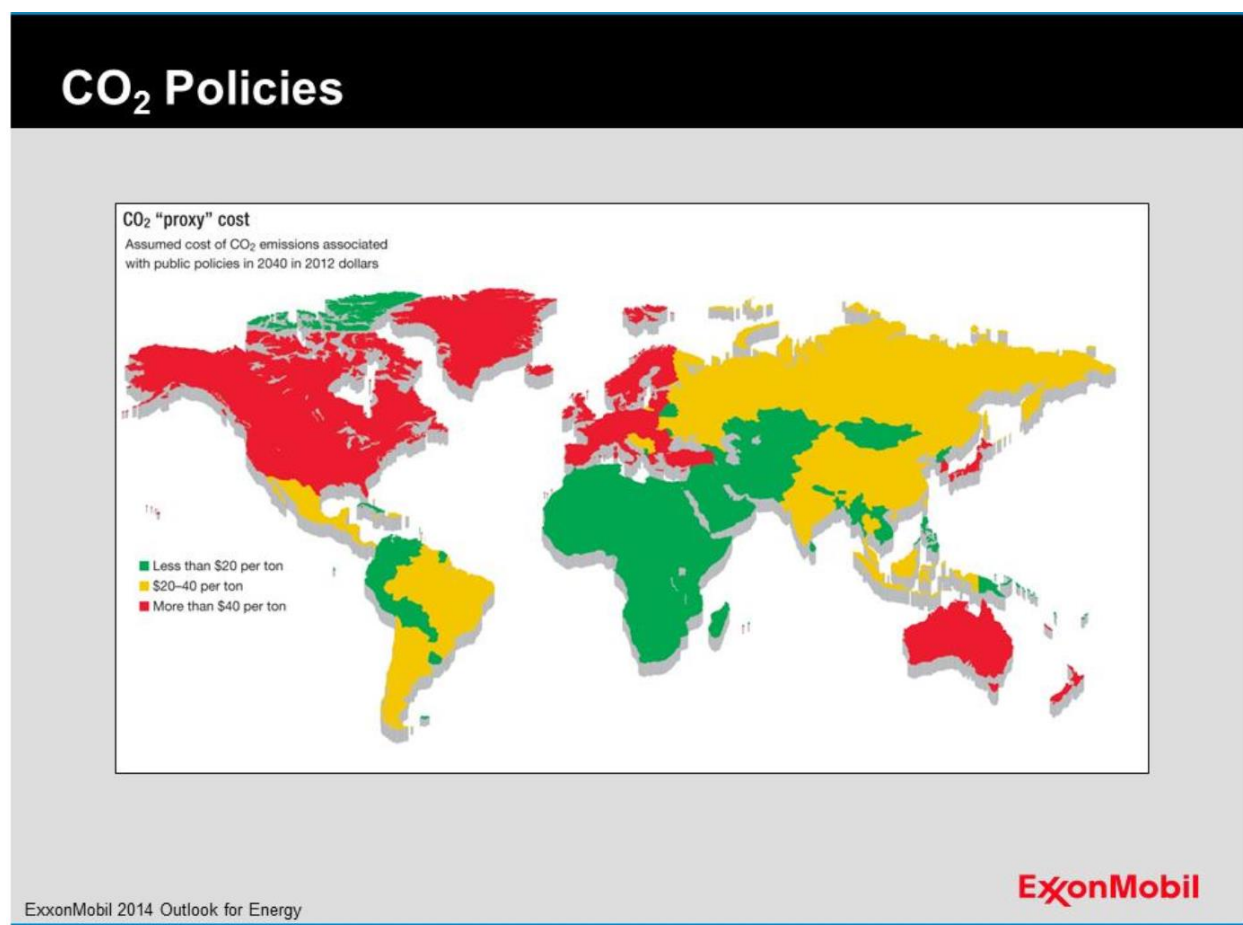 CO₂ Policies
CO₂ "proxy" cost
Assumed cost of CO₂ emissions associated
with public policies in 2040 in 2012 dollars
Less than $20 per ton
$20–40 per ton
More than $40 per ton
ExxonMobil
ExxonMobil 2014 Outlook for Energy